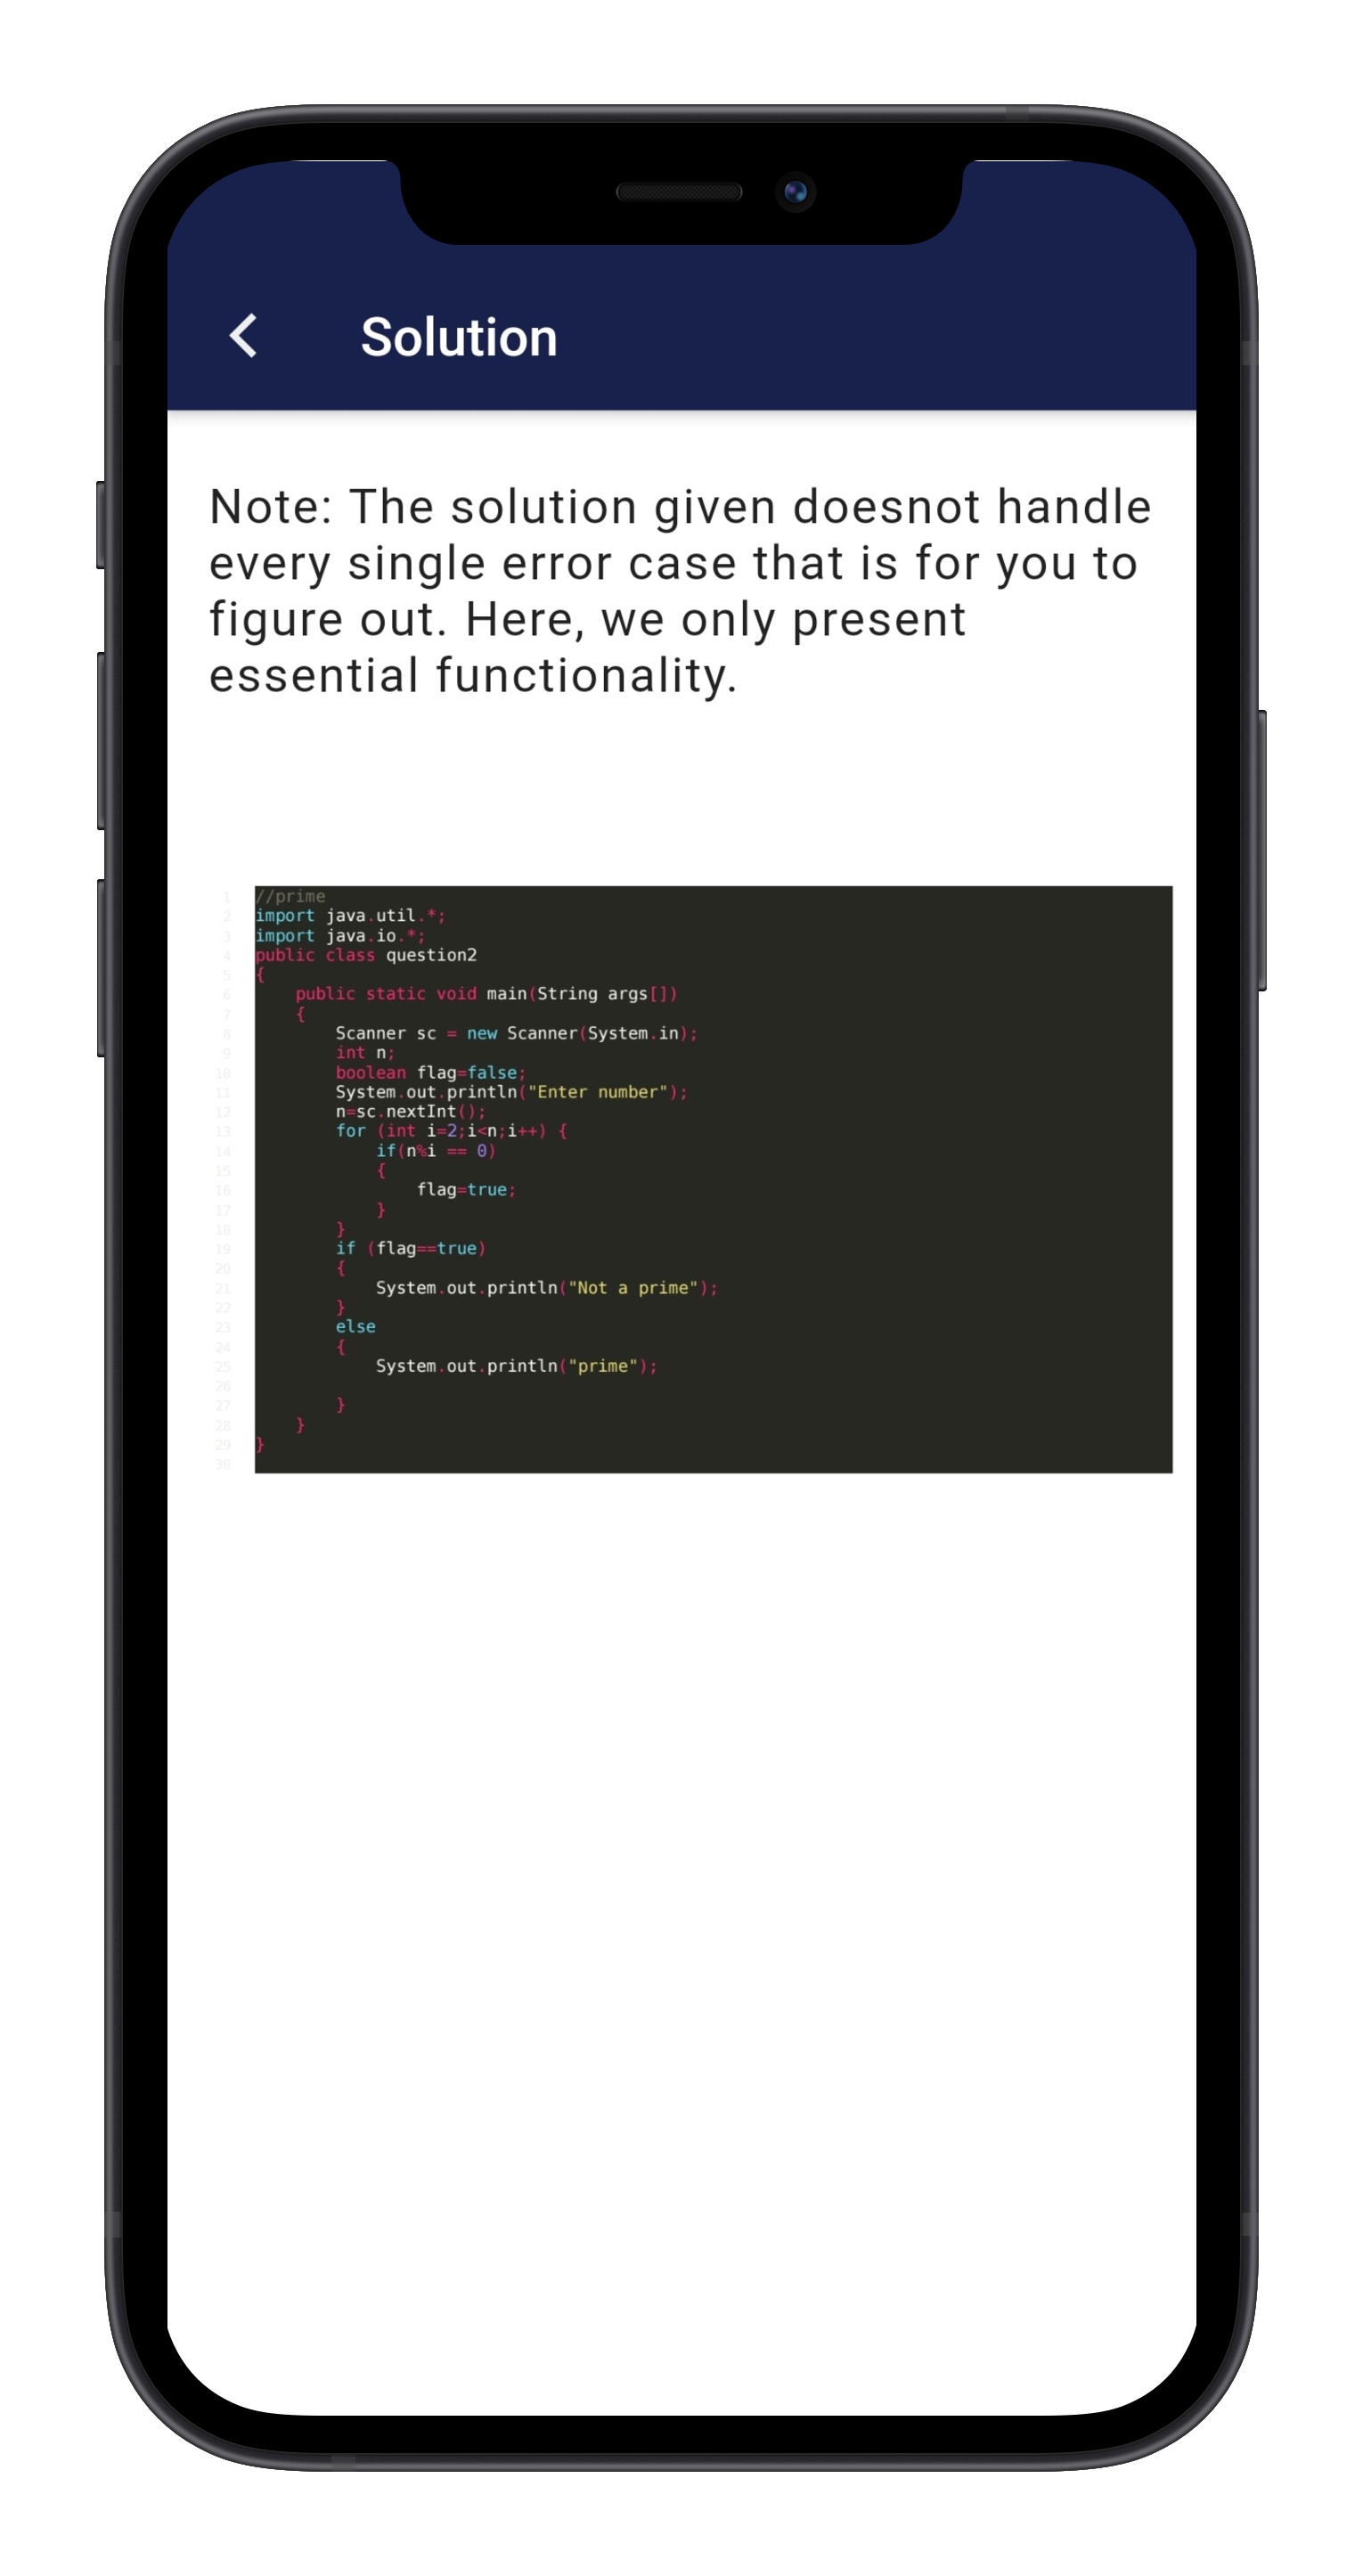 Solution
Note: The solution given doesnot handle
every single error case that is for you to
figure out. Here, we only present
essential functionality.
1 //prime
2 import java.util.*;
3 import java.io.*;
4 public class question2
5 {
6     public static void main(String args[])
7     {
8         Scanner sc = new Scanner(System.in);
9         int n;
10         boolean flag=false;
11         System.out.println("Enter number");
12         n=sc.nextInt();
13         for (int i=2;i<n;i++) {
14             if(n%i == 0)
15             {
16                 flag=true;
17             }
18         }
19         if (flag==true)
20         {
21             System.out.println("Not a prime");
22         }
23         else
24         {
25             System.out.println("prime");
26
27         }
28     }
29 }
30